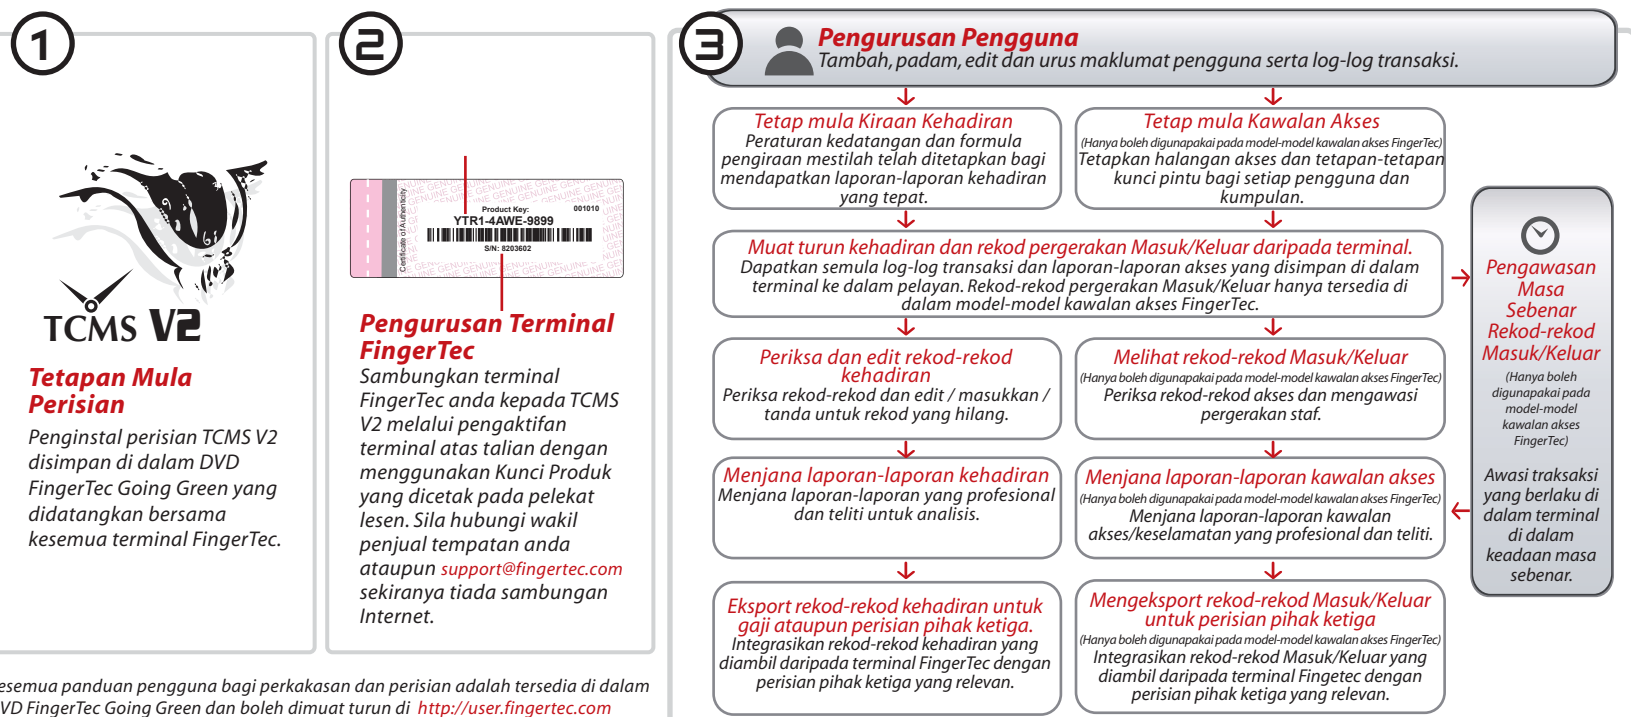 1
TCMS V2
Tetapan Mula
Perisian
Penginstal perisian TCMS V2
disimpan di dalam DVD
FingerTec Going Green yang
didatangkan bersama
kesemua terminal FingerTec.
2
Certificate of Authenticity
Product Key:
001010
YTR1-4AWE-9899
S/N: 8203602
Pengurusan Terminal
FingerTec
Sambungkan terminal
FingerTec anda kepada TCMS
V2 melalui pengaktifan
terminal atas talian dengan
menggunakan Kunci Produk
yang dicetak pada pelekat
lesen. Sila hubungi wakil
penjual tempatan anda
ataupun support@fingertec.com
sekiranya tiada sambungan
Internet.
3
Pengurusan Pengguna
Tambah, padam, edit dan urus maklumat pengguna serta log-log transaksi.
Tetap mula Kiraan Kehadiran
Peraturan kedatangan dan formula
pengiraan mestilah telah ditetapkan bagi
mendapatkan laporan-laporan kehadiran
yang tepat.
Tetap mula Kawalan Akses
(Hanya boleh digunapakai pada model-model kawalan akses FingerTec)
Tetapkan halangan akses dan tetapan-tetapan
kunci pintu bagi setiap pengguna dan
kumpulan.
Muat turun kehadiran dan rekod pergerakan Masuk/Keluar daripada terminal.
Dapatkan semula log-log transaksi dan laporan-laporan akses yang disimpan di dalam
terminal ke dalam pelayan. Rekod-rekod pergerakan Masuk/Keluar hanya tersedia di
dalam model-model kawalan akses FingerTec.
Periksa dan edit rekod-rekod
kehadiran
Periksa rekod-rekod dan edit / masukkan /
tanda untuk rekod yang hilang.
Melihat rekod-rekod Masuk/Keluar
(Hanya boleh digunapakai pada model-model kawalan akses FingerTec)
Periksa rekod-rekod akses dan mengawasi
pergerakan staf.
Menjana laporan-laporan kehadiran
Menjana laporan-laporan yang profesional
dan teliti untuk analisis.
Menjana laporan-laporan kawalan akses
(Hanya boleh digunapakai pada model-model kawalan akses FingerTec)
Menjana laporan-laporan kawalan
akses/keselamatan yang profesional dan teliti.
Eksport rekod-rekod kehadiran untuk
gaji ataupun perisian pihak ketiga.
Integrasikan rekod-rekod kehadiran yang
diambil daripada terminal FingerTec dengan
perisian pihak ketiga yang relevan.
Mengeksport rekod-rekod Masuk/Keluar
untuk perisian pihak ketiga
(Hanya boleh digunapakai pada model-model kawalan akses FingerTec)
Integrasikan rekod-rekod Masuk/Keluar yang
diambil daripada terminal Fingetec dengan
perisian pihak ketiga yang relevan.
Pengawasan
Masa
Sebenar
Rekod-rekod
Masuk/Keluar
(Hanya boleh
digunapakai pada
model-model
kawalan akses
FingerTec)
Awasi traksaksi
yang berlaku di
dalam terminal
di dalam
keadaan masa
sebenar.
esemua panduan pengguna bagi perkakasan dan perisian adalah tersedia di dalam
VD FingerTec Going Green dan boleh dimuat turun di http://user.fingertec.com